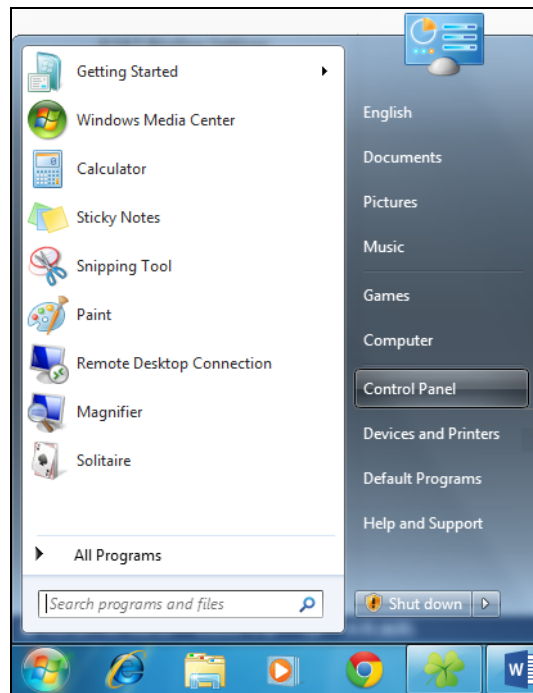 Getting Started
Windows Media Center
Calculator
Sticky Notes
Snipping Tool
Paint
Remote Desktop Connection
Magnifier
Solitaire
All Programs
Search programs and files
English
Documents
Pictures
Music
Games
Computer
Control Panel
Devices and Printers
Default Programs
Help and Support
Shut down
W